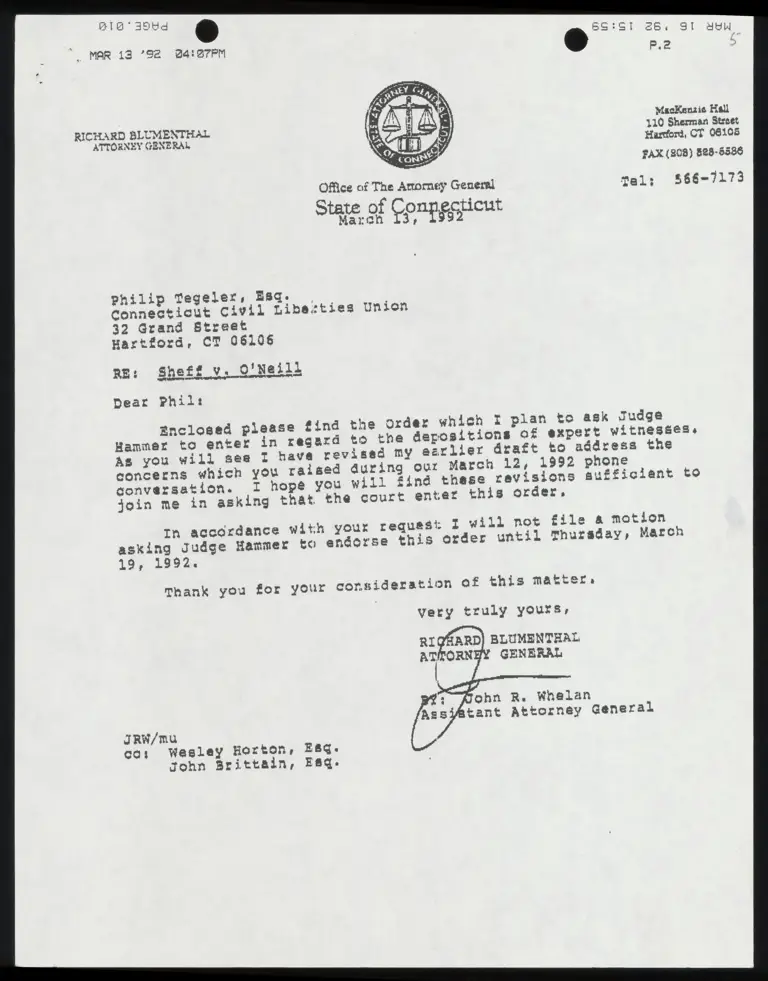 PAGE.010
MAR 16 '92 15:59
MAR 13 '92 04:07PM
P.2
5
RICHARD BLUMENTHAL
ATTORNEY GENERAL
ATTORNEY GENERAL
STATE OF CONNECTICUT
MacKenzie Hall
110 Sherman Street
Hartford, CT 06105
FAX (203) 523-5536
Tel: 566-7173
Office of The Attorney General
State of Connecticut
March 13, 1992
Philip Tegeler, Esq.
Connecticut Civil Liberties Union
32 Grand Street
Hartford, CT 06106
RE: Sheff v. O'Neill
Dear Phil:
Enclosed please find the Order which I plan to ask Judge
Hammer to enter in regard to the depositions of expert witnesses.
As you will see I have revised my earlier draft to address the
concerns which you raised during our March 12, 1992 phone
conversation. I hope you will find these revisions sufficient to
join me in asking that the court enter this order.
In accordance with your request I will not file a motion
asking Judge Hammer to endorse this order until Thursday, March
19, 1992.
Thank you for your consideration of this matter.
Very truly yours,
RICHARD BLUMENTHAL
ATTORNEY GENERAL
BY: John R. Whelan
Assistant Attorney General
JRW/mu
cc: Wesley Horton, Esq.
John Brittain, Esq.